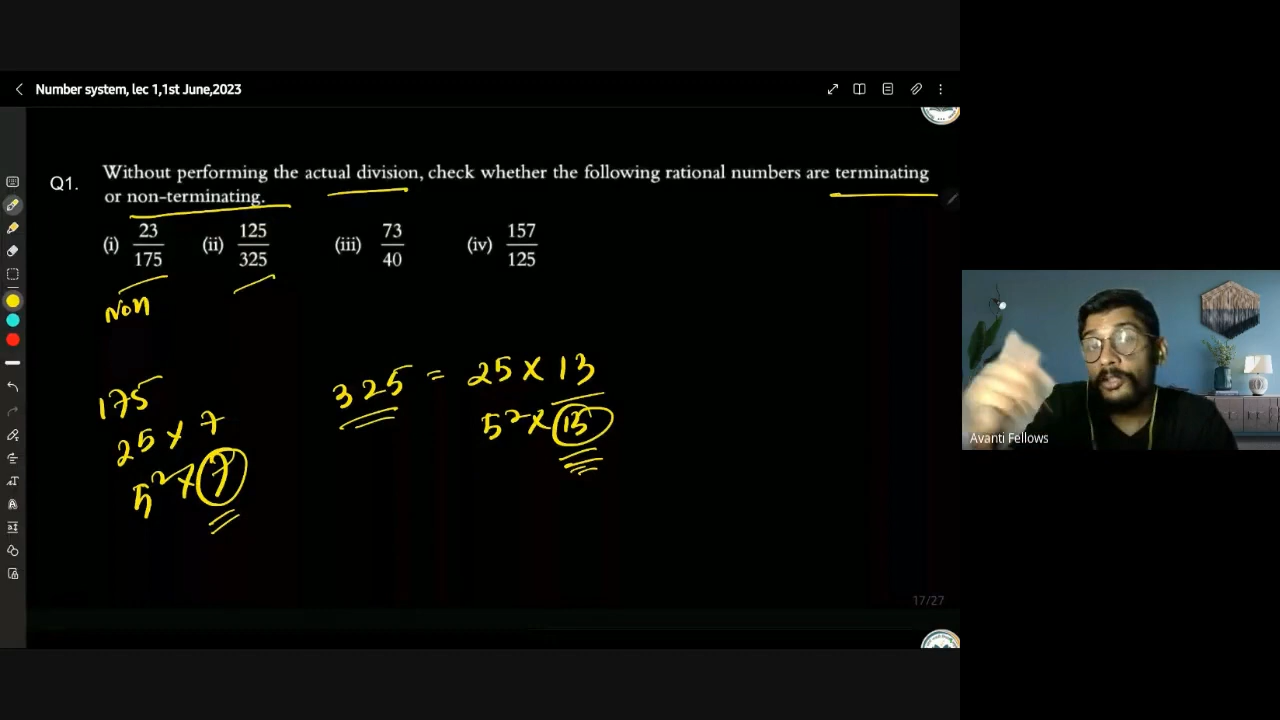 Number system, lec 1,1st June,2023
Q1. Without performing the actual division, check whether the following rational numbers are terminating
or non-terminating.
(i) 23/175 (ii) 125/325 (iii) 73/40 (iv) 157/125
Non
175
25 × 7
5² × 7
325 = 25 × 13
5² × 13
17/27
Avanti Fellows